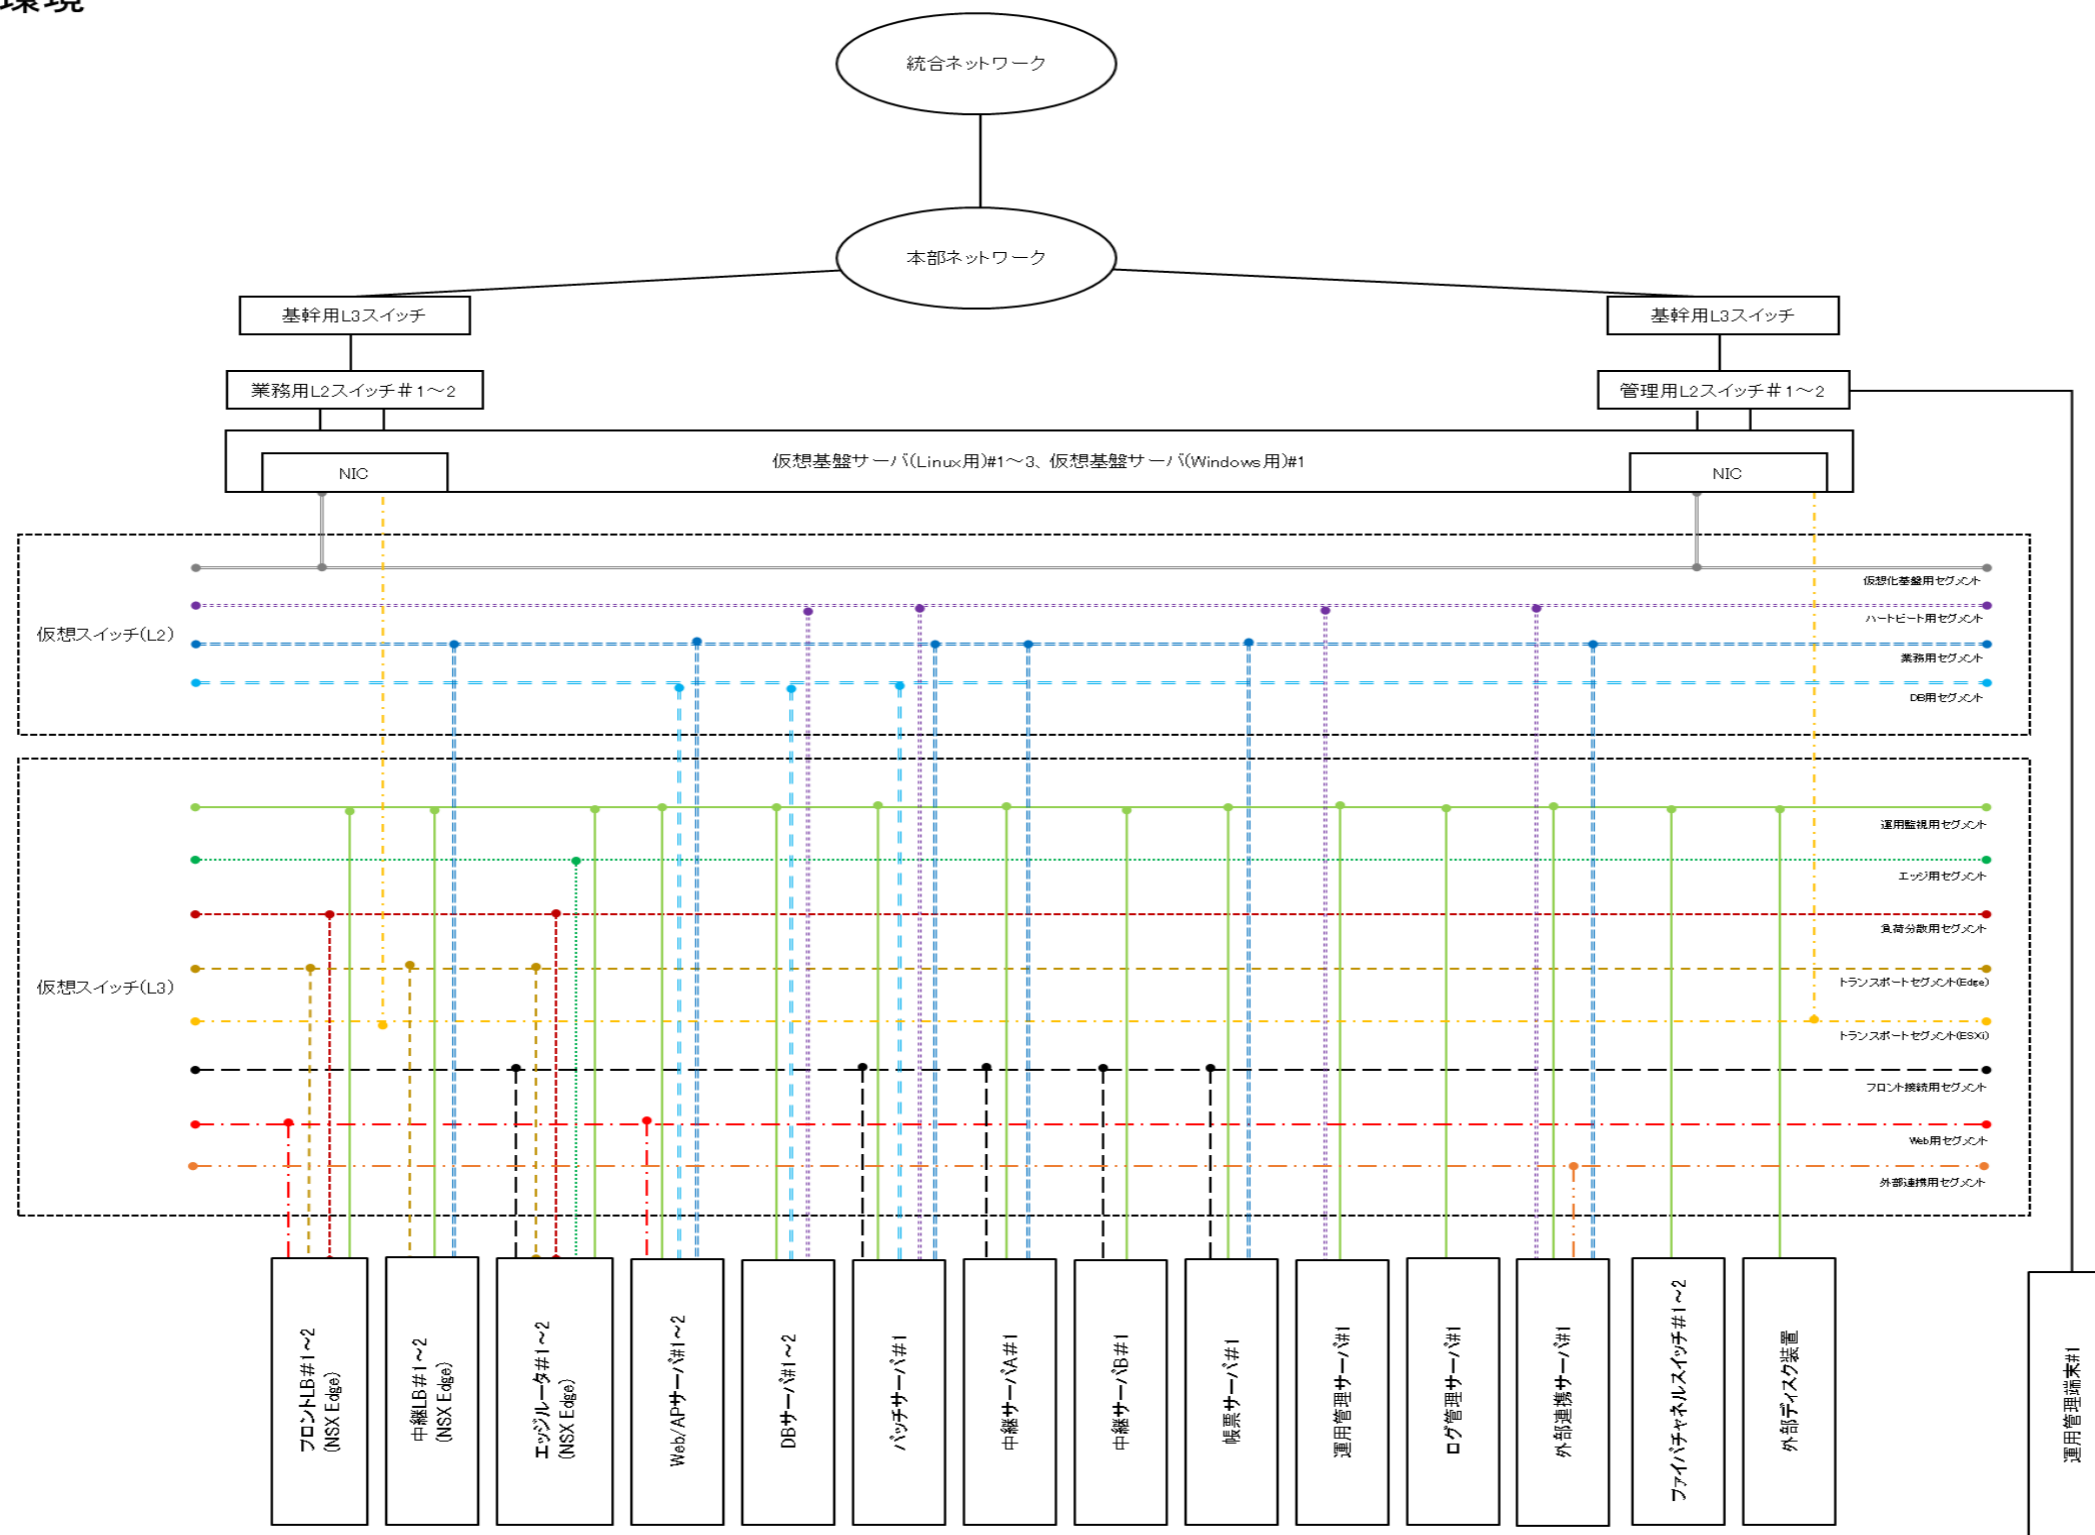 環境
統合ネットワーク
本部ネットワーク
基幹用L3スイッチ
基幹用L3スイッチ
業務用L2スイッチ＃1～2
管理用L2スイッチ＃1～2
仮想基盤サーバ(Linux用)#1～3、仮想基盤サーバ(Windows用)#1
NIC
NIC
仮想スイッチ(L2)
仮想化基盤用セグメント
ハートビート用セグメント
業務用セグメント
DB用セグメント
仮想スイッチ(L3)
運用監視用セグメント
エッジ用セグメント
負荷分散用セグメント
トランスポートセグメント(Edge)
トランスポートセグメント(ESXi)
フロント接続用セグメント
Web用セグメント
外部連携用セグメント
フロントLB＃1～2
(NSX Edge)
中継LB＃1～2
(NSX Edge)
エッジルータ＃1～2
(NSX Edge)
Web/APサーバ#1～2
DBサーバ#1～2
バッチサーバ＃1
中継サーバA＃1
中継サーバB＃1
帳票サーバ＃1
運用管理サーバ#1
ログ管理サーバ#1
外部連携サーバ#1
ファイバチャネルスイッチ＃1～2
外部ディスク装置
運用管理端末#1